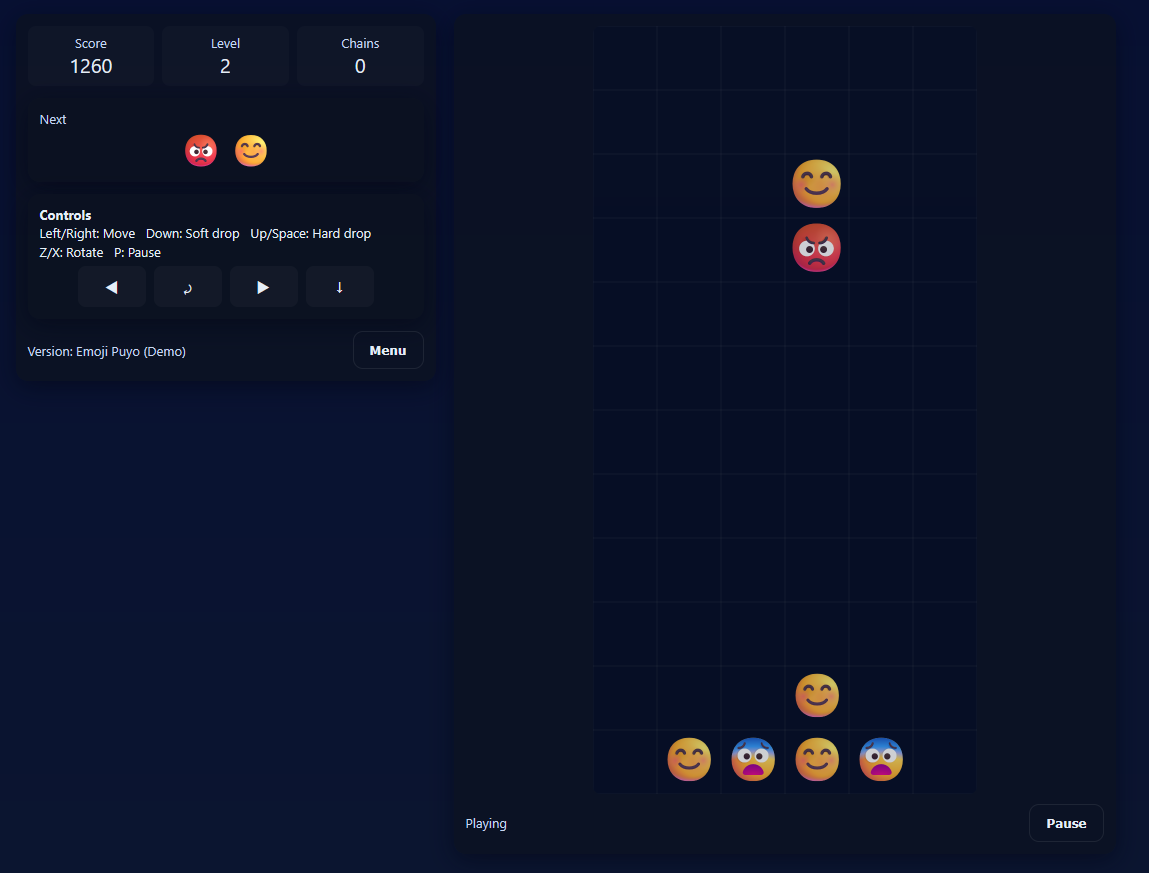 Score Level Chains
1260 2 0
Next
Controls
Left/Right: Move Down: Soft drop Up/Space: Hard drop
Z/X: Rotate P: Pause
Version: Emoji Puyo (Demo)
Menu
Playing
Pause